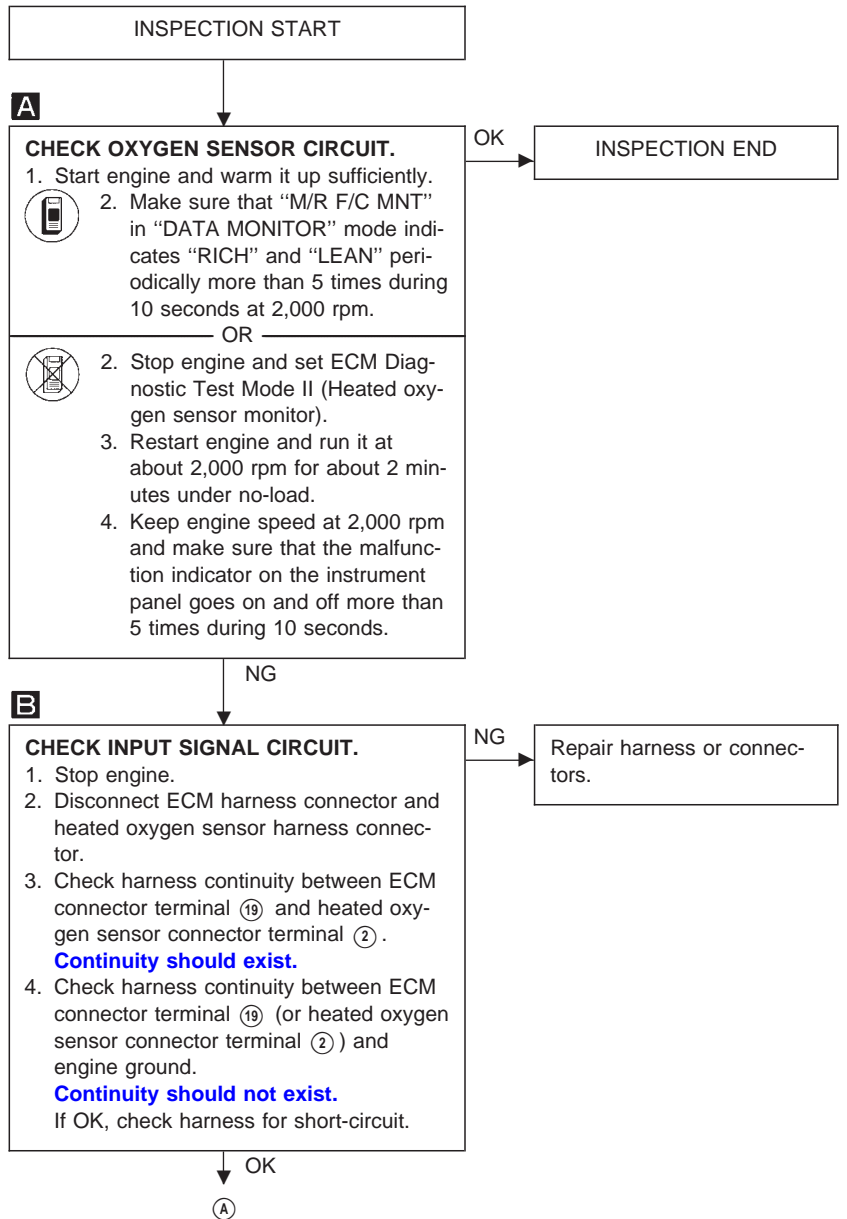 INSPECTION START
A
CHECK OXYGEN SENSOR CIRCUIT.
1. Start engine and warm it up sufficiently.
2. Make sure that ‘‘M/R F/C MNT’’
in ‘‘DATA MONITOR’’ mode indi-
cates ‘‘RICH’’ and ‘‘LEAN’’ peri-
odically more than 5 times during
10 seconds at 2,000 rpm.
OR
2. Stop engine and set ECM Diag-
nostic Test Mode II (Heated oxy-
gen sensor monitor).
3. Restart engine and run it at
about 2,000 rpm for about 2 min-
utes under no-load.
4. Keep engine speed at 2,000 rpm
and make sure that the malfunc-
tion indicator on the instrument
panel goes on and off more than
5 times during 10 seconds.
OK
INSPECTION END
NG
B
CHECK INPUT SIGNAL CIRCUIT.
1. Stop engine.
2. Disconnect ECM harness connector and
heated oxygen sensor harness connec-
tor.
3. Check harness continuity between ECM
connector terminal ⑲ and heated oxy-
gen sensor connector terminal ②.
Continuity should exist.
4. Check harness continuity between ECM
connector terminal ⑲ (or heated oxygen
sensor connector terminal ②) and
engine ground.
Continuity should not exist.
If OK, check harness for short-circuit.
NG
Repair harness or connec-
tors.
OK
Ⓐ